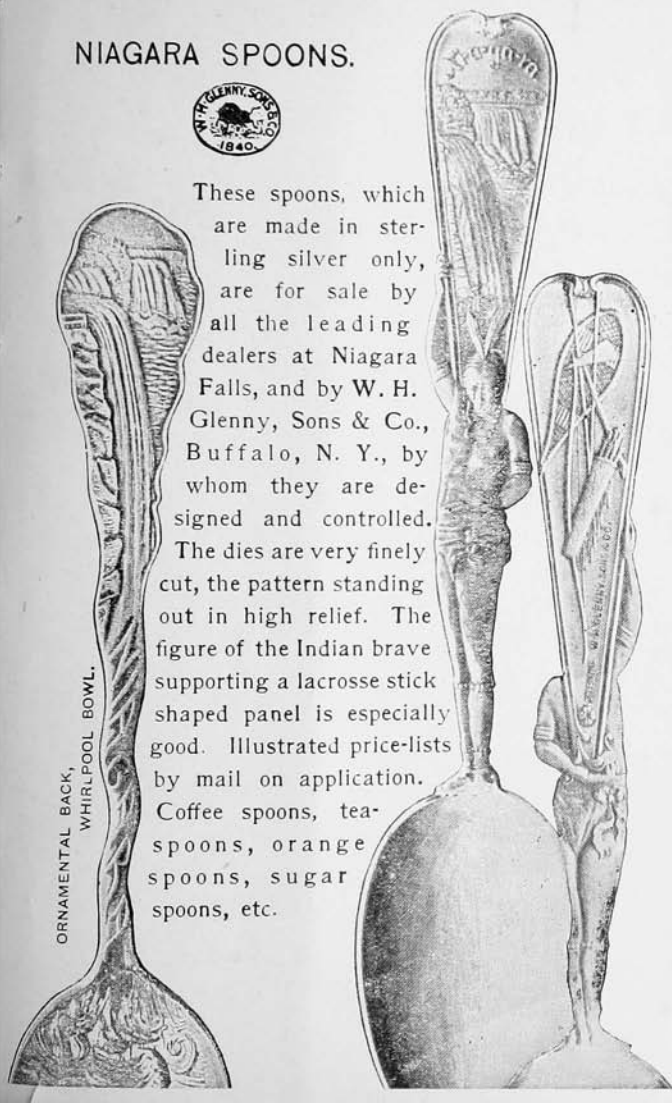 NIAGARA SPOONS.
W. H. GLENNY, SONS & CO.
1840.
Niagara
These spoons, which
are made in ster-
ling silver only,
are for sale by
all the leading
dealers at Niagara
Falls, and by W. H.
Glenny, Sons & Co.,
Buffalo, N. Y., by
whom they are de-
signed and controlled.
The dies are very finely
cut, the pattern standing
out in high relief. The
figure of the Indian brave
supporting a lacrosse stick
shaped panel is especially
good. Illustrated price-lists
by mail on application.
Coffee spoons, tea-
spoons, orange
spoons, sugar
spoons, etc.
ORNAMENTAL BACK,
WHIRLPOOL BOWL.